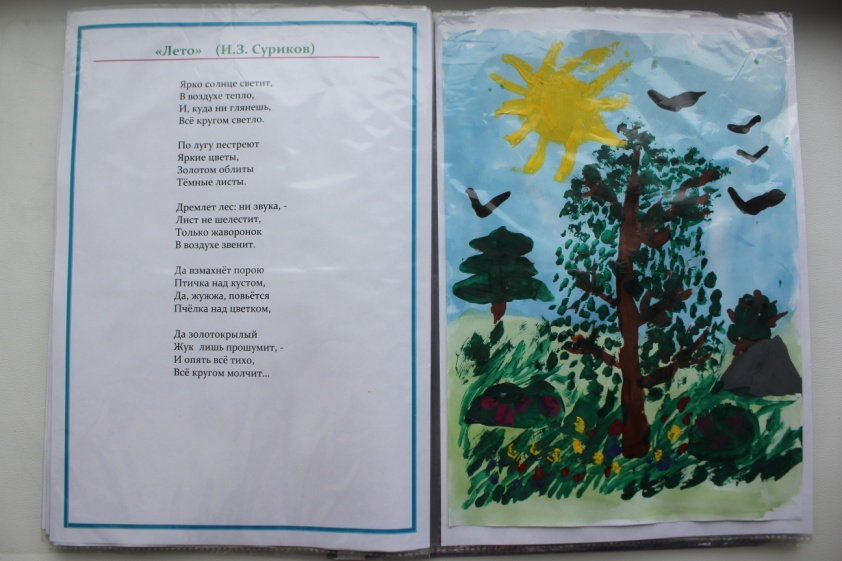 «Лето» (И.З. Суриков)
Ярко солнце светит,
В воздухе тепло,
И, куда ни глянешь,
Всё кругом светло.
По лугу пестреют
Яркие цветы,
Золотом облиты
Тёмные листы.
Дремлет лес: ни звука, -
Лист не шелестит,
Только жаворонок
В воздухе звенит.
Да взмахнёт порою
Птичка над кустом,
Да, жужжа, повьётся
Пчёлка над цветком,
Да золотокрылый
Жук лишь прошумит, -
И опять всё тихо,
Всё кругом молчит...